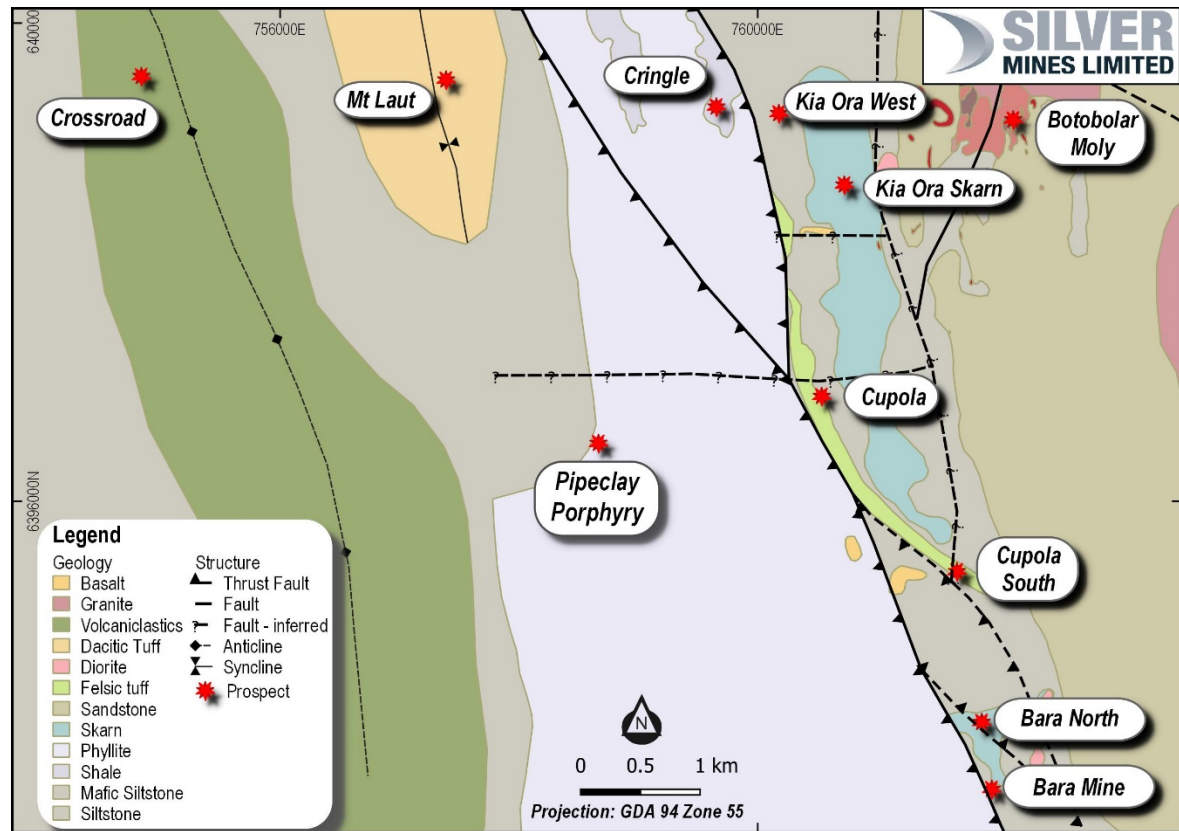 640000
756000E
760000E
SILVER
MINES LIMITED
Crossroad
Mt Laut
Cringle
Kia Ora West
Botobolar
Moly
Kia Ora Skarn
Cupola
Pipeclay
Porphyry
6396000N
Cupola
South
Bara North
Bara Mine
Legend
Geology
Basalt
Granite
Volcaniclastics
Dacitic Tuff
Diorite
Felsic tuff
Sandstone
Skarn
Phyllite
Shale
Mafic Siltstone
Siltstone
Structure
Thrust Fault
Fault
Fault - inferred
Anticline
Syncline
Prospect
N
0 0.5 1 km
Projection: GDA 94 Zone 55